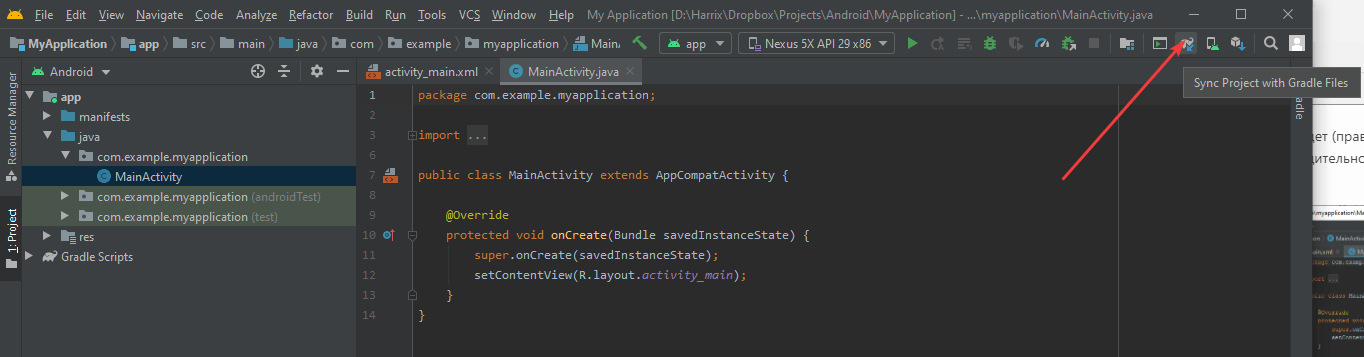 File Edit View Navigate Code Analyze Refactor Build Run Tools VCS Window Help My Application [D:\Harrix\Dropbox\Projects\Android\MyApplication] - ...\myapplication\MainActivity.java
MyApplication app src main java com example myapplication MainA app Nexus 5X API 29 x86
Sync Project with Gradle Files
Android
activity_main.xml MainActivity.java
Resource Manager
1: Project
app
manifests
java
com.example.myapplication
MainActivity
com.example.myapplication (androidTest)
com.example.myapplication (test)
res
Gradle Scripts
1 package com.example.myapplication;
2
3 import ...
6
7 public class MainActivity extends AppCompatActivity {
8
9 @Override
10 protected void onCreate(Bundle savedInstanceState) {
11 super.onCreate(savedInstanceState);
12 setContentView(R.layout.activity_main);
13 }
14 }